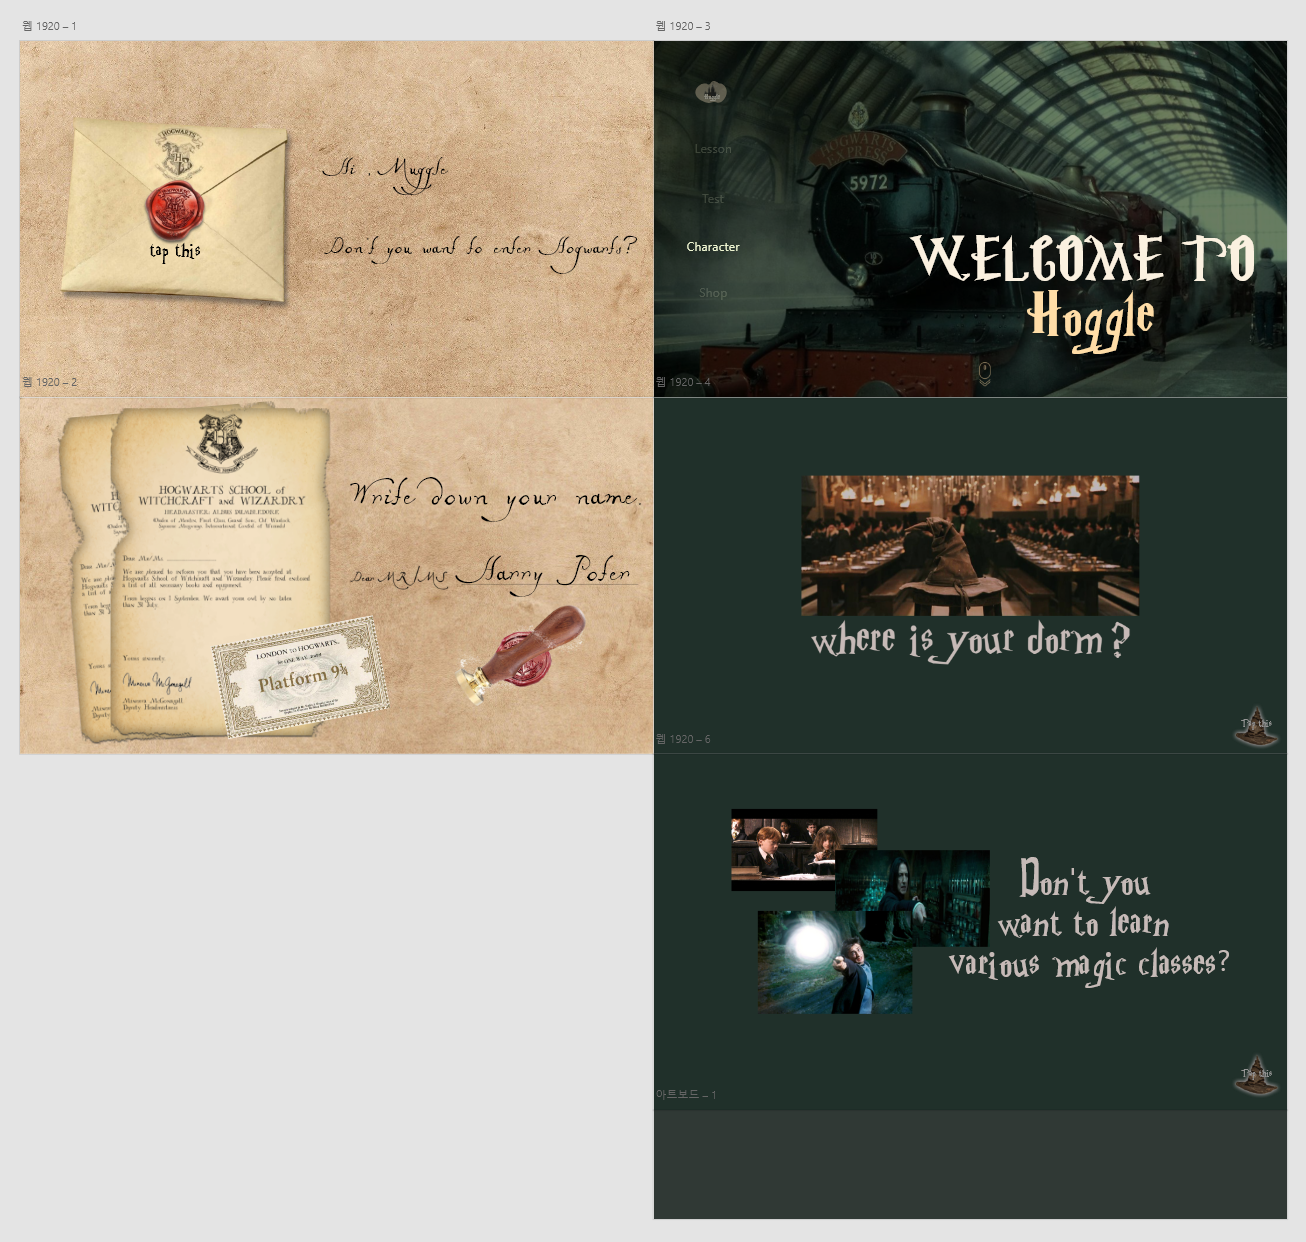 웹 1920 – 1
HOGWARTS
tap this
Hi , Muggle
Don't you want to enter Hogwarts?
웹 1920 – 2
HOGWARTS SCHOOL of
WITCHCRAFT and WIZARDRY
HEADMASTER: ALBUS DUMBLEDORE
Dear Mr/Ms
We are pleased to inform you that you have been accepted at
Hogwarts School of Witchcraft and Wizardry. Please find enclosed
a list of all necessary books and equipment.
Term begins on 1 September. We await your owl by no later
than 31 July.
Yours sincerely,
Minerva McGonagall
Minerva McGonagall
Deputy Headmistress
LONDON to HOGWARTS
for ONE WAY travel
Platform 9¾
Write down your name.
Dear MR/MS Harry Poter
웹 1920 – 3
Lesson
Test
Character
Shop
HOGWARTS
EXPRESS
5972
WELCOME TO
Hoggle
웹 1920 – 4
where is your dorm ?
Tap this
웹 1920 – 6
Don't you
want to learn
various magic classes?
Tap this
아트보드 – 1